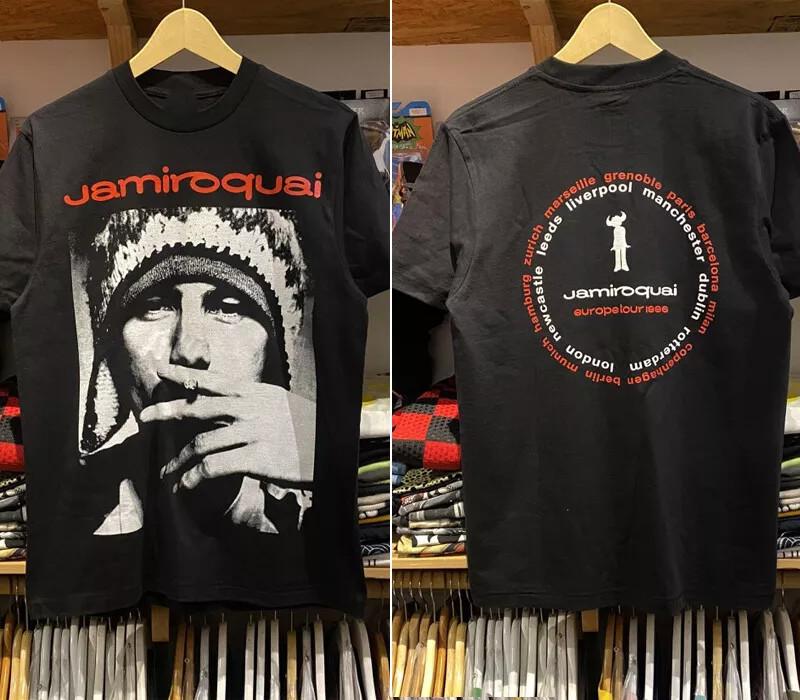 jamiroquai
zurich marseille grenoble paris barcelona milan copenhagen berlin munich hamburg
leeds liverpool manchester dublin rotterdam london newcastle
jamiroquai
europe tour 1996